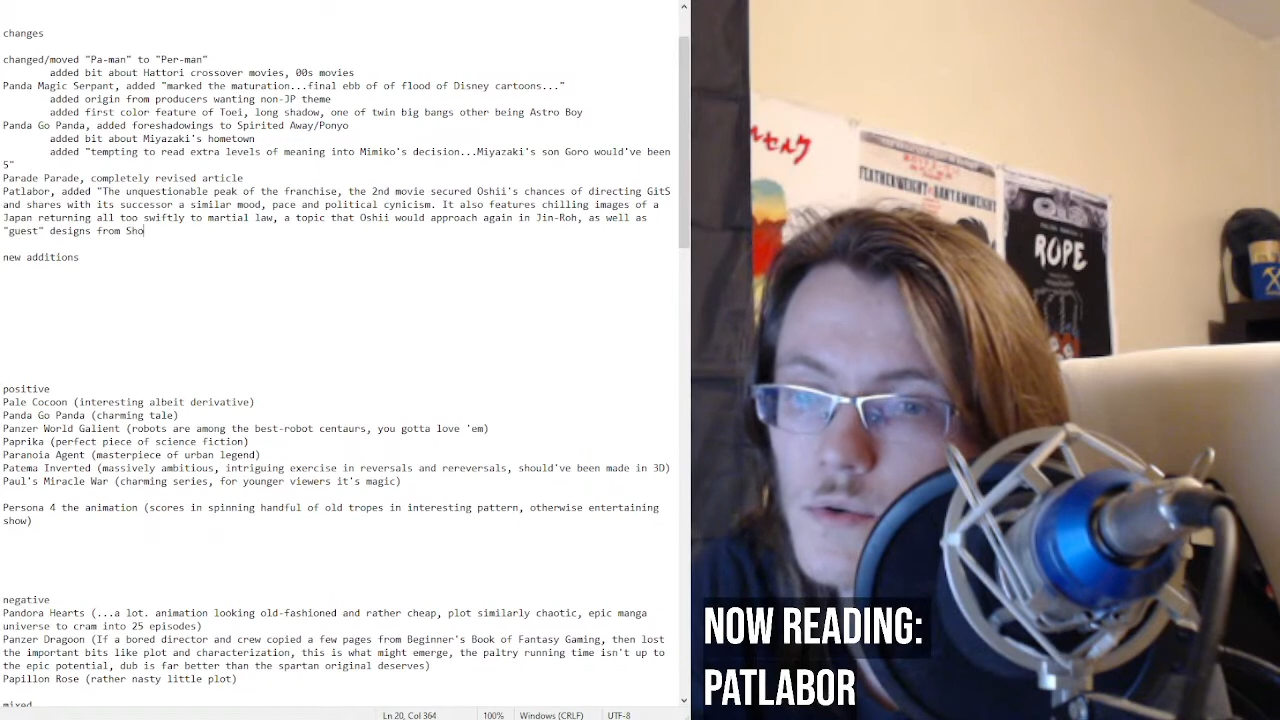 changes
changed/moved "Pa-man" to "Per-man"
added bit about Hattori crossover movies, 00s movies
Panda Magic Serpant, added "marked the maturation...final ebb of of flood of Disney cartoons..."
added origin from producers wanting non-JP theme
added first color feature of Toei, long shadow, one of twin big bangs other being Astro Boy
Panda Go Panda, added foreshadowings to Spirited Away/Ponyo
added bit about Miyazaki's hometown
added "tempting to read extra levels of meaning into Mimiko's decision...Miyazaki's son Goro would've been
5"
Parade Parade, completely revised article
Patlabor, added "The unquestionable peak of the franchise, the 2nd movie secured Oshii's chances of directing GitS
and shares with its successor a similar mood, pace and political cynicism. It also features chilling images of a
Japan returning all too swiftly to martial law, a topic that Oshii would approach again in Jin-Roh, as well as
"guest" designs from Sho
new additions
positive
Pale Cocoon (interesting albeit derivative)
Panda Go Panda (charming tale)
Panzer World Galient (robots are among the best-robot centaurs, you gotta love 'em)
Paprika (perfect piece of science fiction)
Paranoia Agent (masterpiece of urban legend)
Patema Inverted (massively ambitious, intriguing exercise in reversals and rereversals, should've been made in 3D)
Paul's Miracle War (charming series, for younger viewers it's magic)
Persona 4 the animation (scores in spinning handful of old tropes in interesting pattern, otherwise entertaining
show)
negative
Pandora Hearts (...a lot. animation looking old-fashioned and rather cheap, plot similarly chaotic, epic manga
universe to cram into 25 episodes)
Panzer Dragoon (If a bored director and crew copied a few pages from Beginner's Book of Fantasy Gaming, then lost
the important bits like plot and characterization, this is what might emerge, the paltry running time isn't up to
the epic potential, dub is far better than the spartan original deserves)
Papillon Rose (rather nasty little plot)
mixed
Ln 20, Col 364
100%
Windows (CRLF)
UTF-8
ルセルク
FEATHERWEIGHT
BANTAMWEIGHT
ROPE
NOW READING:
PATLABOR